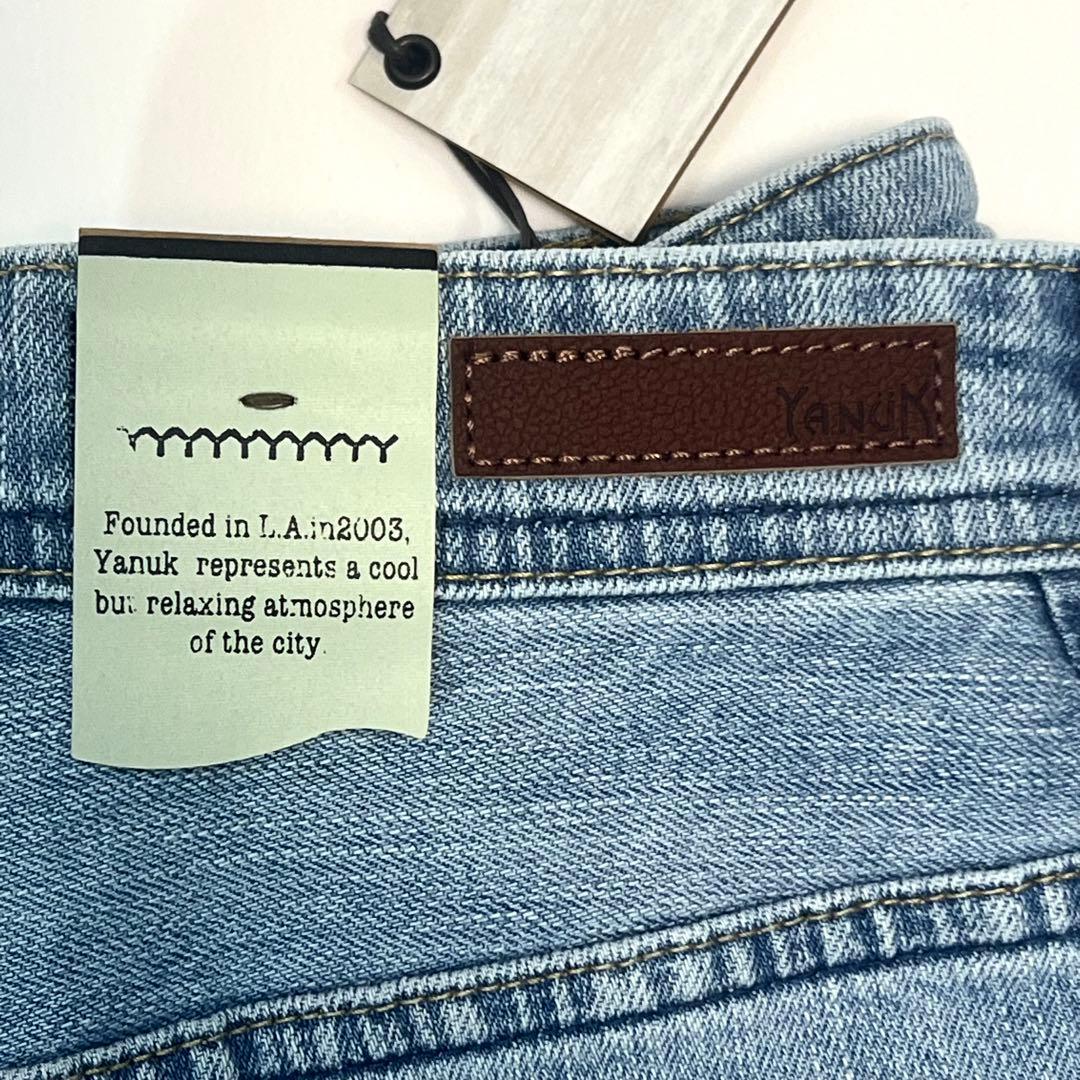 Founded in L.A.in2003,
Yanuk represents a cool
but relaxing atmosphere
of the city.
YANUK